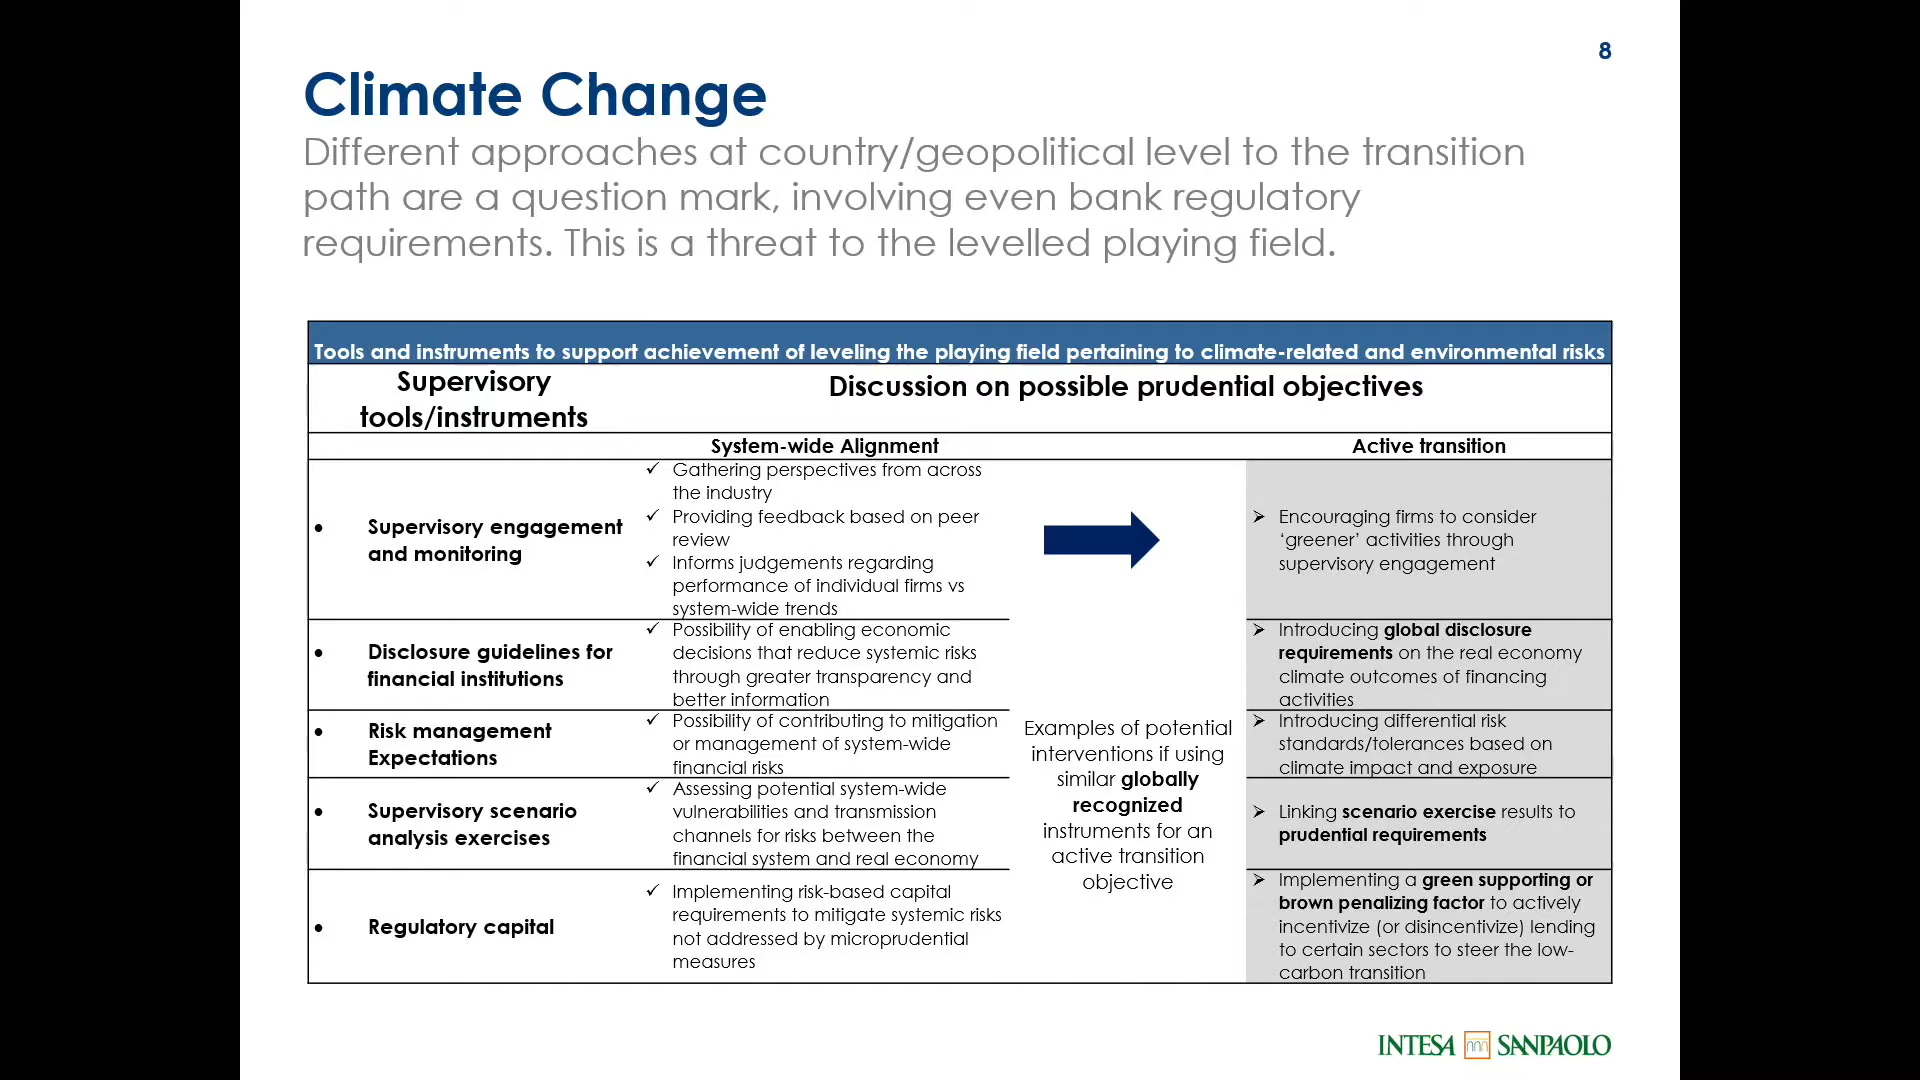 8
Climate Change
Different approaches at country/geopolitical level to the transition
path are a question mark, involving even bank regulatory
requirements. This is a threat to the levelled playing field.
Tools and instruments to support achievement of leveling the playing field pertaining to climate-related and environmental risks
Supervisory
tools/instruments
Discussion on possible prudential objectives
System-wide Alignment
Active transition
• Supervisory engagement
and monitoring
✓ Gathering perspectives from across
the industry
✓ Providing feedback based on peer
review
✓ Informs judgements regarding
performance of individual firms vs
system-wide trends
➢ Encouraging firms to consider
‘greener’ activities through
supervisory engagement
• Disclosure guidelines for
financial institutions
✓ Possibility of enabling economic
decisions that reduce systemic risks
through greater transparency and
better information
➢ Introducing global disclosure
requirements on the real economy
climate outcomes of financing
activities
• Risk management
Expectations
✓ Possibility of contributing to mitigation
or management of system-wide
financial risks
Examples of potential
interventions if using
similar globally
recognized
instruments for an
active transition
objective
➢ Introducing differential risk
standards/tolerances based on
climate impact and exposure
• Supervisory scenario
analysis exercises
✓ Assessing potential system-wide
vulnerabilities and transmission
channels for risks between the
financial system and real economy
➢ Linking scenario exercise results to
prudential requirements
• Regulatory capital
✓ Implementing risk-based capital
requirements to mitigate systemic risks
not addressed by microprudential
measures
➢ Implementing a green supporting or
brown penalizing factor to actively
incentivize (or disincentivize) lending
to certain sectors to steer the low-
carbon transition
INTESA SANPAOLO